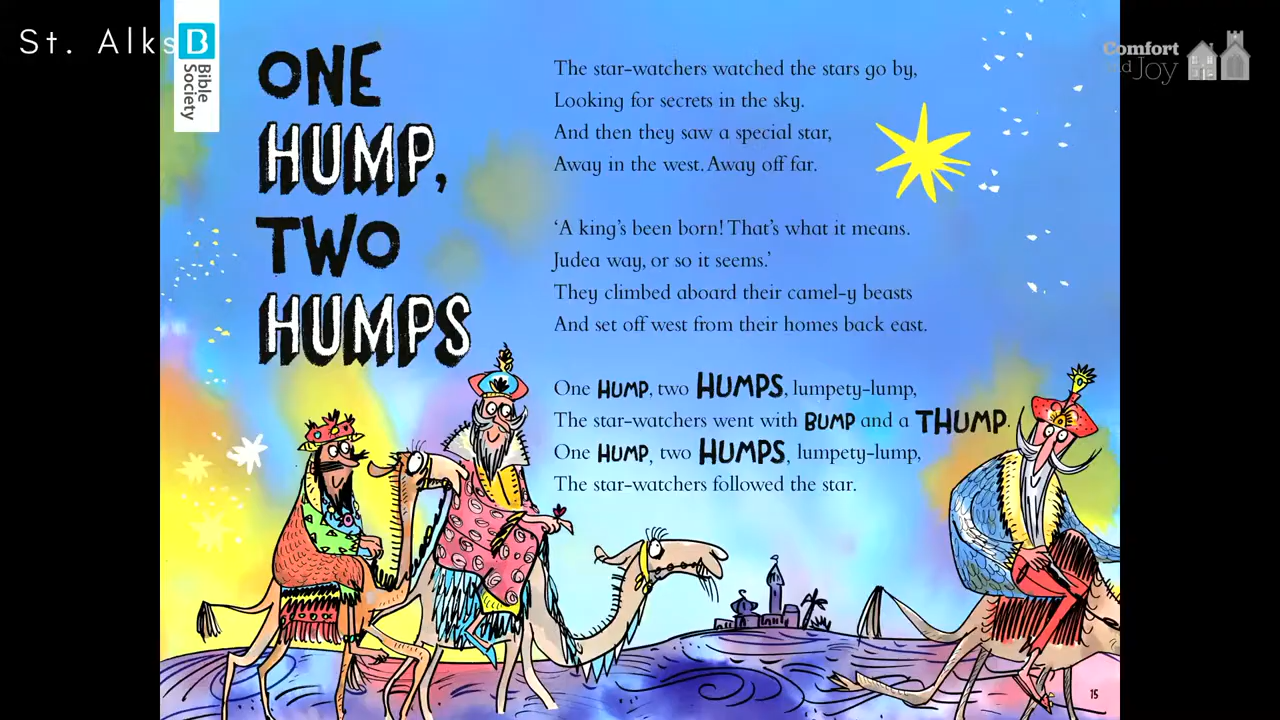 St. Alks
B
Bible
Society
Comfort
and Joy
ONE
HUMP,
TWO
HUMPS
The star-watchers watched the stars go by,
Looking for secrets in the sky.
And then they saw a special star,
Away in the west. Away off far.
‘A king’s been born! That’s what it means.
Judea way, or so it seems.’
They climbed aboard their camel-y beasts
And set off west from their homes back east.
One HUMP, two HUMPS, lumpety-lump,
The star-watchers went with BUMP and a THUMP.
One HUMP, two HUMPS, lumpety-lump,
The star-watchers followed the star.
15